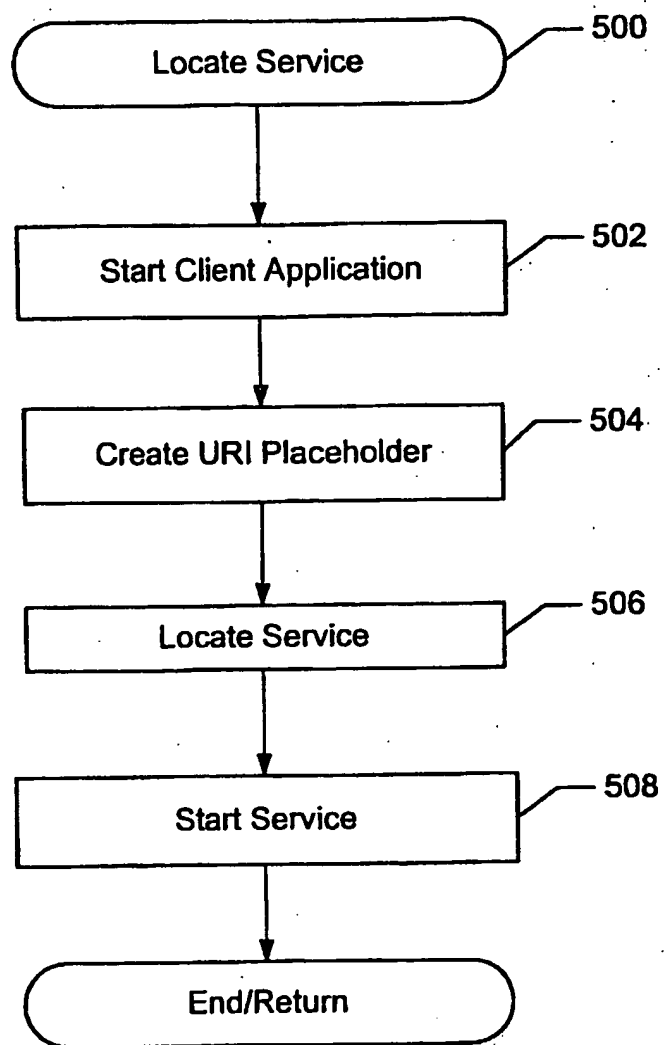 Locate Service
500
Start Client Application
502
Create URI Placeholder
504
Locate Service
506
Start Service
508
End/Return